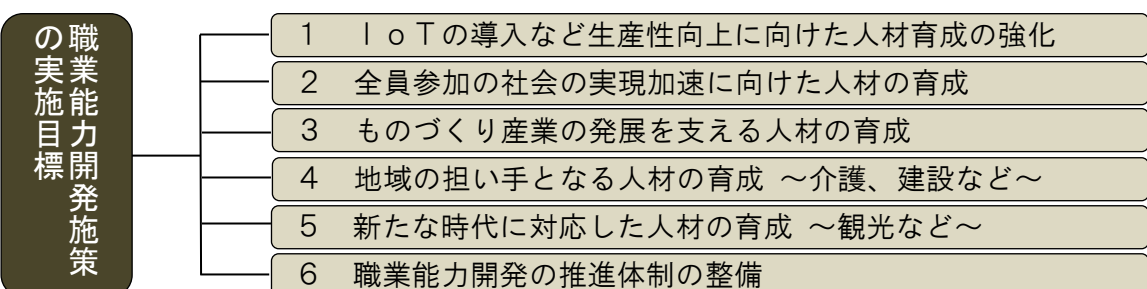 職業能力開発施策
の実施目標
１　ＩｏＴの導入など生産性向上に向けた人材育成の強化
２　全員参加の社会の実現加速に向けた人材の育成
３　ものづくり産業の発展を支える人材の育成
４　地域の担い手となる人材の育成 ～介護、建設など～
５　新たな時代に対応した人材の育成 ～観光など～
６　職業能力開発の推進体制の整備